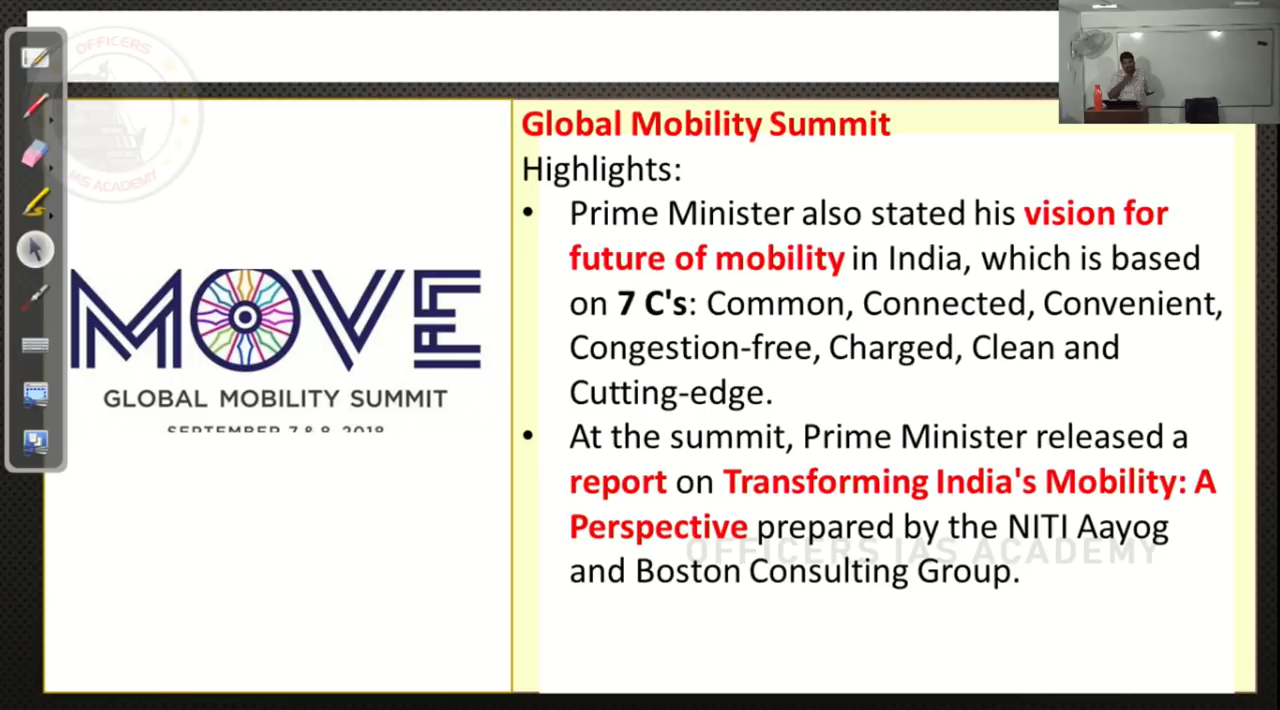 OFFICERS
IAS ACADEMY
MOVE
GLOBAL MOBILITY SUMMIT
SEPTEMBER 7 & 8, 2018
Global Mobility Summit
Highlights:
• Prime Minister also stated his vision for
future of mobility in India, which is based
on 7 C's: Common, Connected, Convenient,
Congestion-free, Charged, Clean and
Cutting-edge.
• At the summit, Prime Minister released a
report on Transforming India's Mobility: A
Perspective prepared by the NITI Aayog
OFFICERS IAS ACADEMY
and Boston Consulting Group.